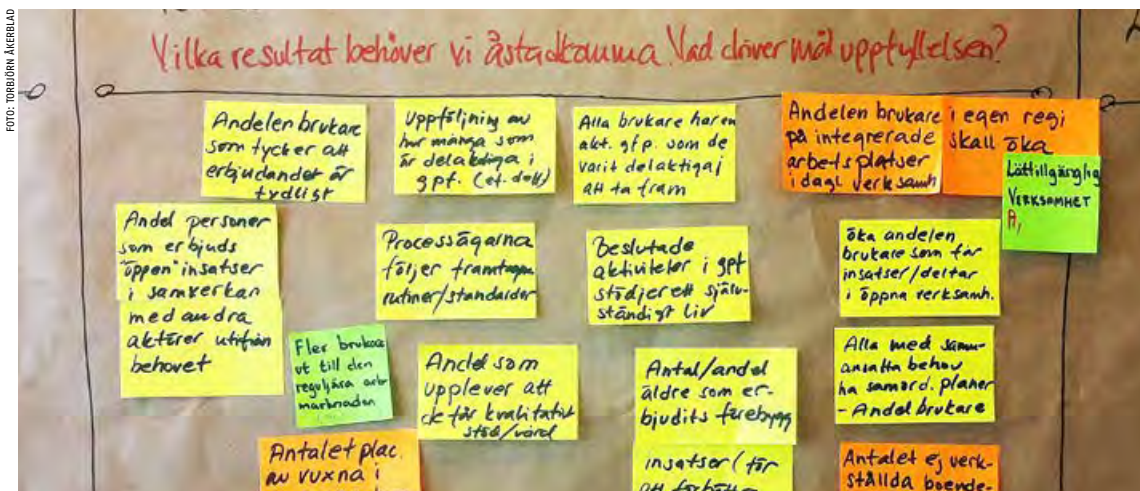 FOTO: TORBJÖRN ÅKERBLAD
Vilka resultat behöver vi åstadkomma. Vad driver måluppfyllelsen?
Andelen brukare
som tycker att
erbjudandet är
tydligt
Uppföljning av
hur många som
är delaktiga i
gpf. (ef. dolt)
Alla brukare har en
akt. gfp. som de
varit delaktiga i
att ta fram
Andelen brukare
på integrerade
arbetsplatser
i dagl verksamh
i egen regi
skall öka
Lättillgänglig
VERKSAMHET
Andel personer
som erbjuds
"öppen" insatser
i samverkan
med andra
aktörer utifrån
behovet
Processägarna
följer framtagna
rutiner/standarder
Beslutade
aktiviteter i gpf
stödjer ett själv-
ständigt liv
öka andelen
brukare som får
insatser/deltar
i öppna verksamh.
Fler brukare
ut till den
reguljära arb
marknaden
Andel som
upplever att
de får kvalitativt
stöd/vård
Antal/andel
äldre som er-
bjudits förebygg
insatser (för
att förbättra
Alla med samm-
ansatta behov
ha samord. planer
- Andel brukare
Antalet plac.
av vuxna i
Antalet ej verk-
ställda boende-